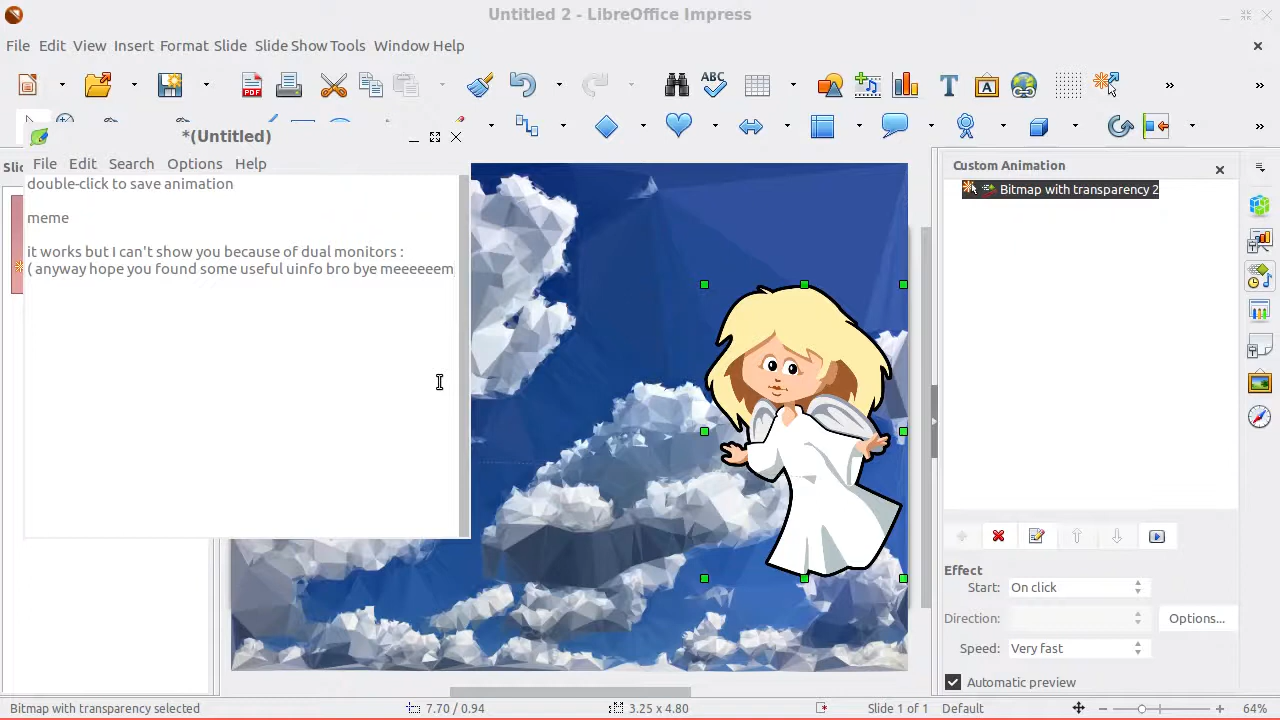 Untitled 2 - LibreOffice Impress
File Edit View Insert Format Slide Slide Show Tools Window Help
PDF
ABC
T
A
*(Untitled)
File Edit Search Options Help
double-click to save animation
meme
it works but I can't show you because of dual monitors :
( anyway hope you found some useful uinfo bro bye meeeeeem
Custom Animation
Bitmap with transparency 2
Effect
Start: On click
Direction:
Options...
Speed: Very fast
Automatic preview
Bitmap with transparency selected
7.70 / 0.94
3.25 x 4.80
Slide 1 of 1
Default
64%